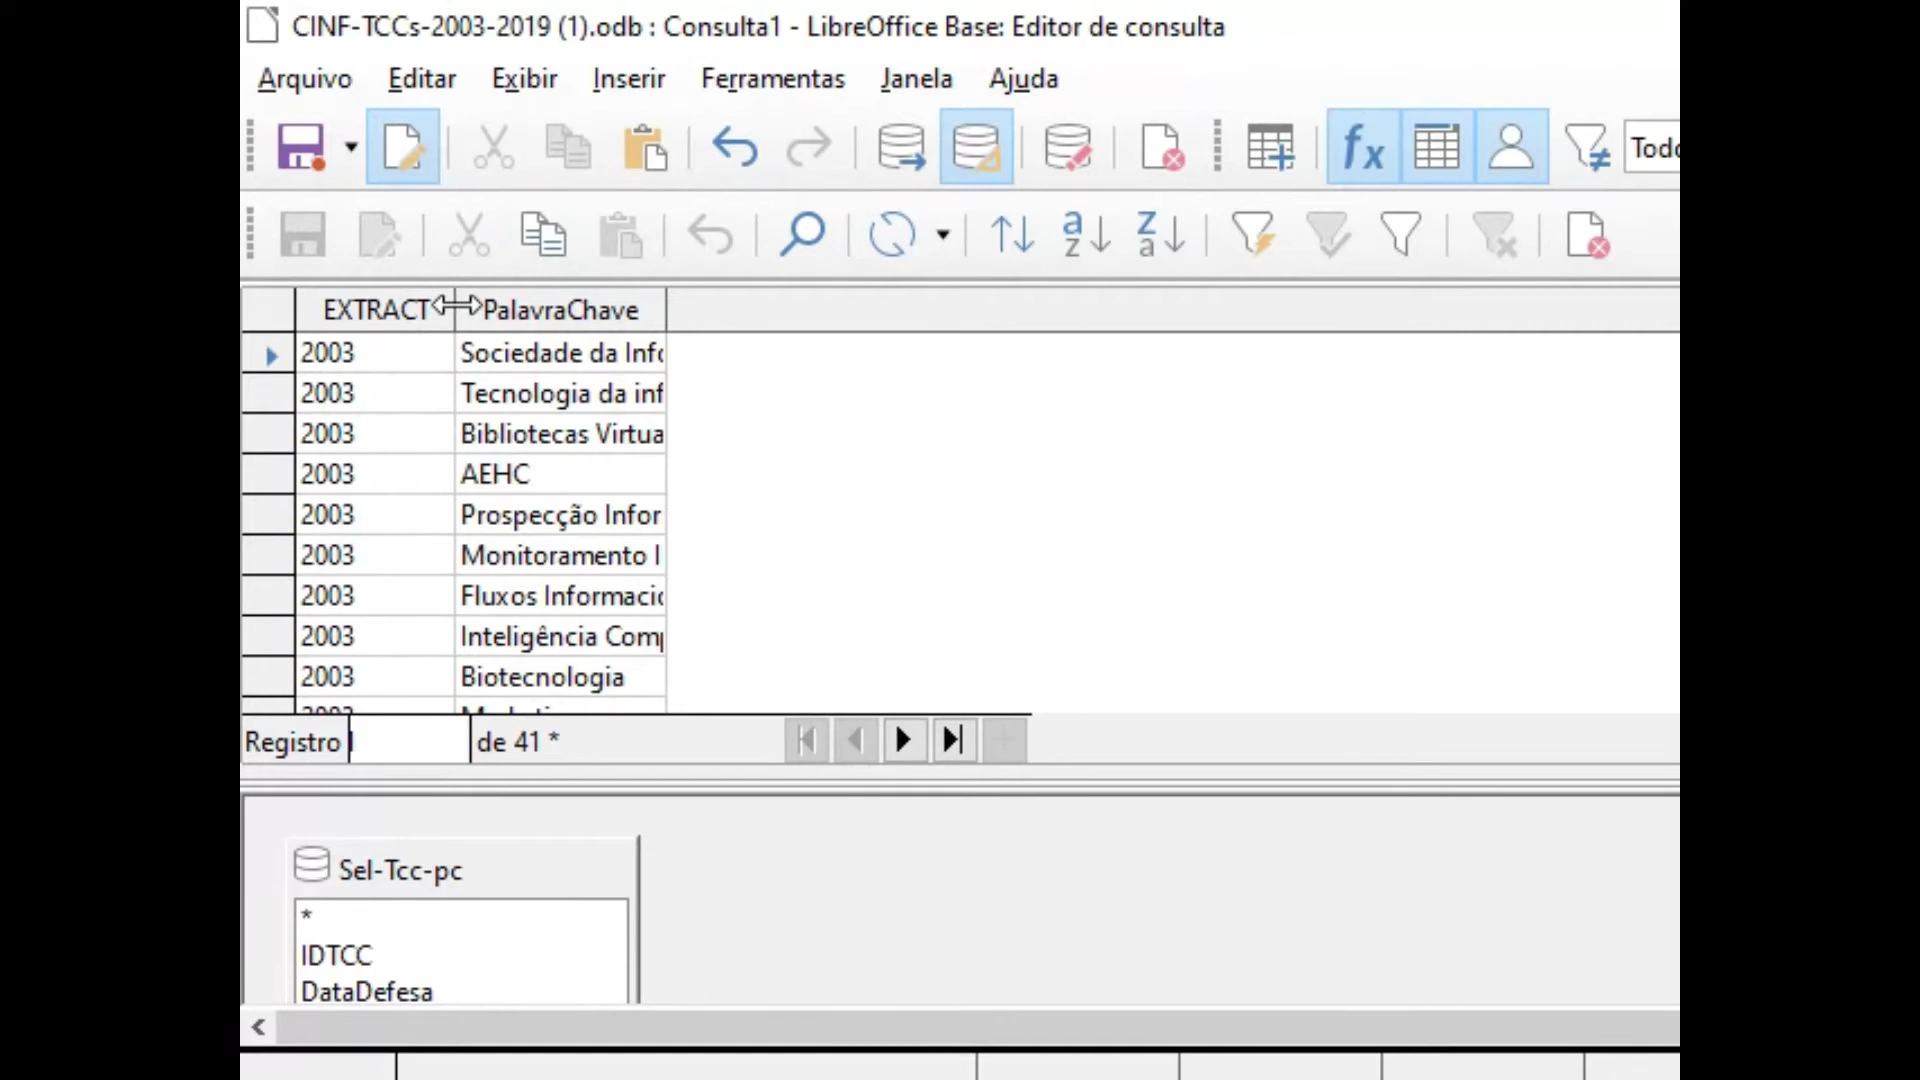 CINF-TCCs-2003-2019 (1).odb : Consulta1 - LibreOffice Base: Editor de consulta
Arquivo Editar Exibir Inserir Ferramentas Janela Ajuda
fx Todo
a z z a
EXTRACT PalavraChave
2003 Sociedade da Info
2003 Tecnologia da inf
2003 Bibliotecas Virtua
2003 AEHC
2003 Prospecção Infor
2003 Monitoramento I
2003 Fluxos Informacio
2003 Inteligência Comp
2003 Biotecnologia
Registro de 41 *
Sel-Tcc-pc
*
IDTCC
DataDefesa